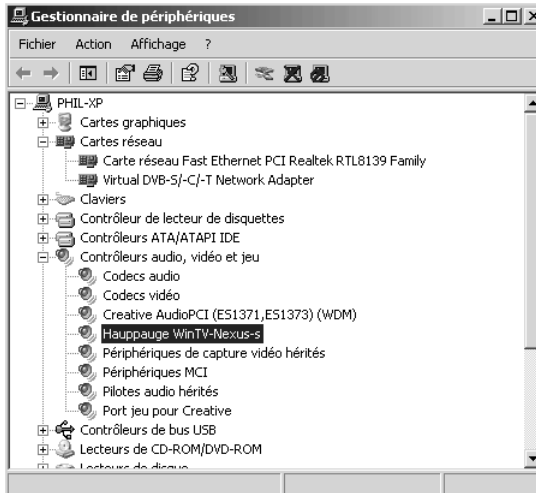 Gestionnaire de périphériques
Fichier Action Affichage ?
PHIL-XP
Cartes graphiques
Cartes réseau
Carte réseau Fast Ethernet PCI Realtek RTL8139 Family
Virtual DVB-S/-C/-T Network Adapter
Claviers
Contrôleur de lecteur de disquettes
Contrôleurs ATA/ATAPI IDE
Contrôleurs audio, vidéo et jeu
Codecs audio
Codecs vidéo
Creative AudioPCI (ES1371,ES1373) (WDM)
Hauppauge WinTV-Nexus-s
Périphériques de capture vidéo hérités
Périphériques MCI
Pilotes audio hérités
Port jeu pour Creative
Contrôleurs de bus USB
Lecteurs de CD-ROM/DVD-ROM
Lecteurs de disque